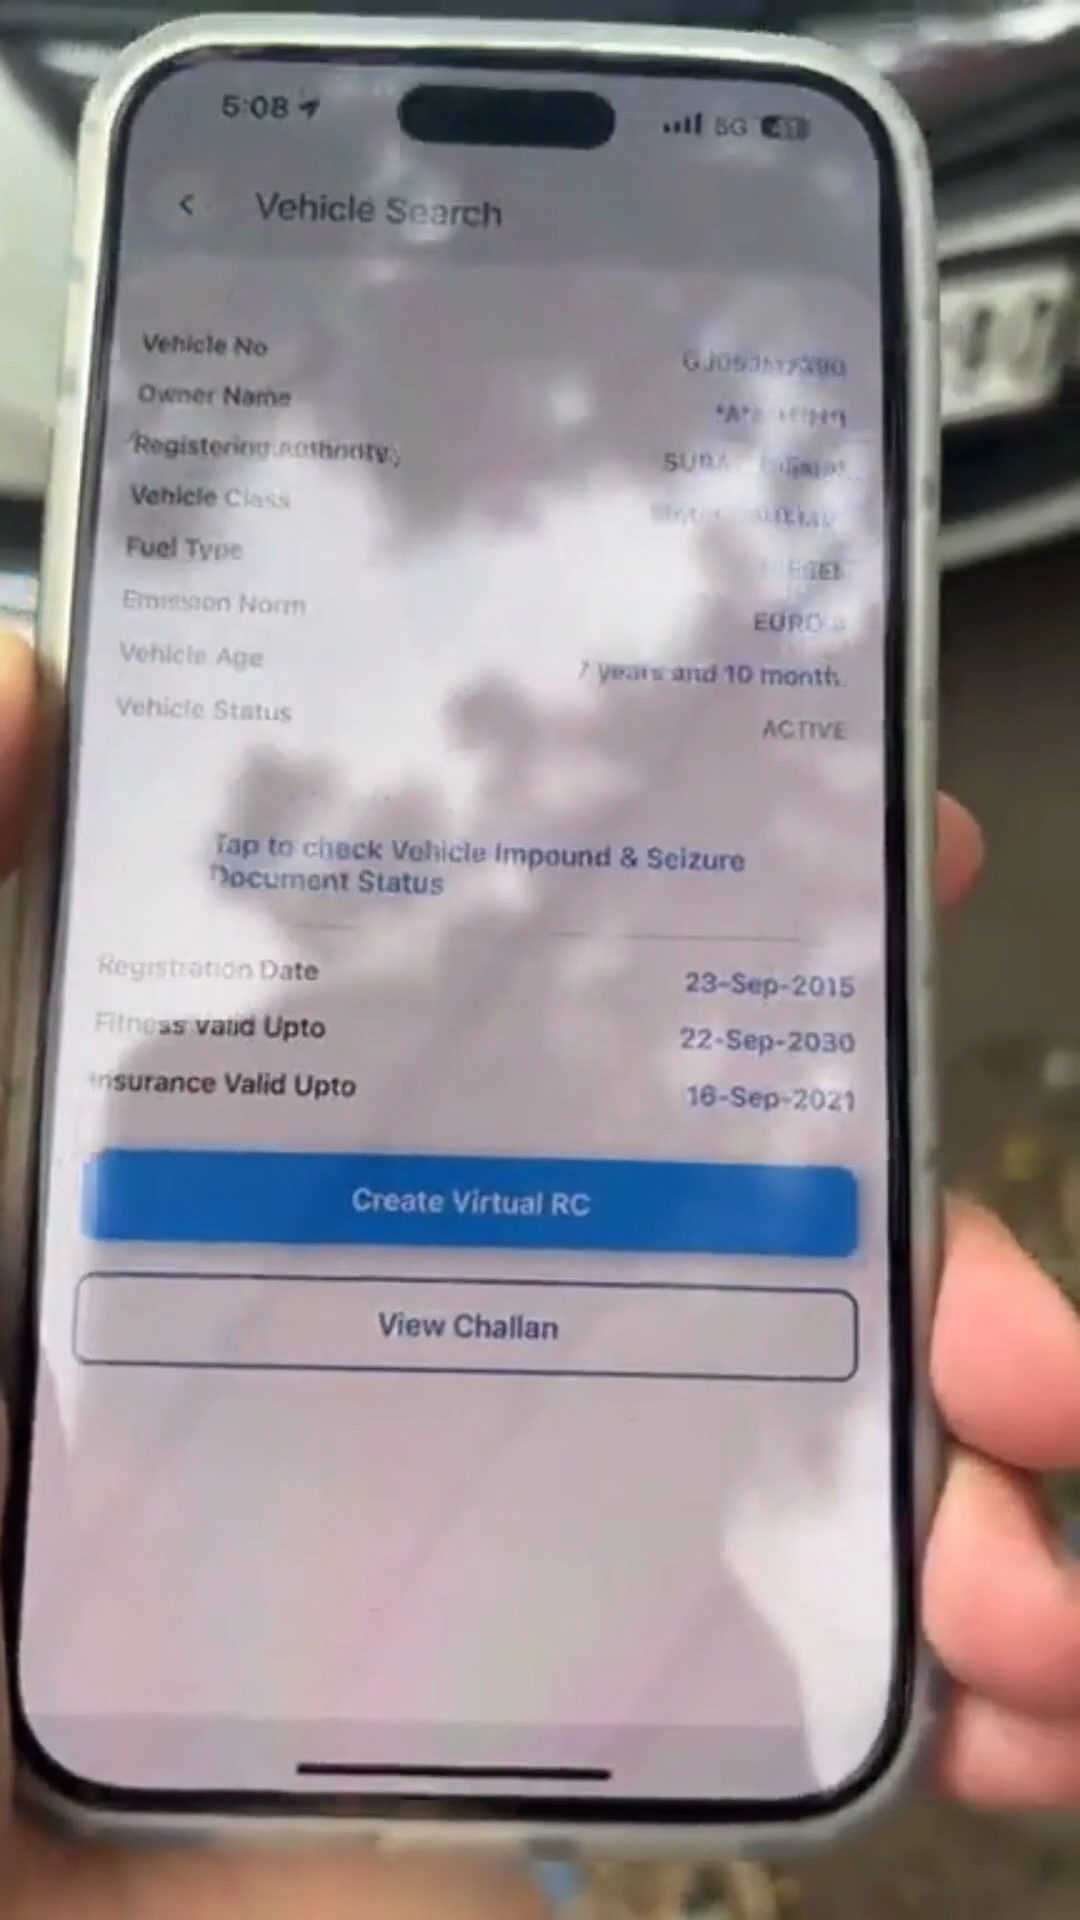 5:08
5G 41
Vehicle Search
Vehicle No
Owner Name
Registering Authority
SURA
Vehicle Class
Fuel Type
Emission Norm
EURO
Vehicle Age
7 years and 10 month
Vehicle Status
ACTIVE
Tap to check Vehicle Impound & Seizure
Document Status
Registration Date
23-Sep-2015
Fitness Valid Upto
22-Sep-2030
Insurance Valid Upto
16-Sep-2021
Create Virtual RC
View Challan